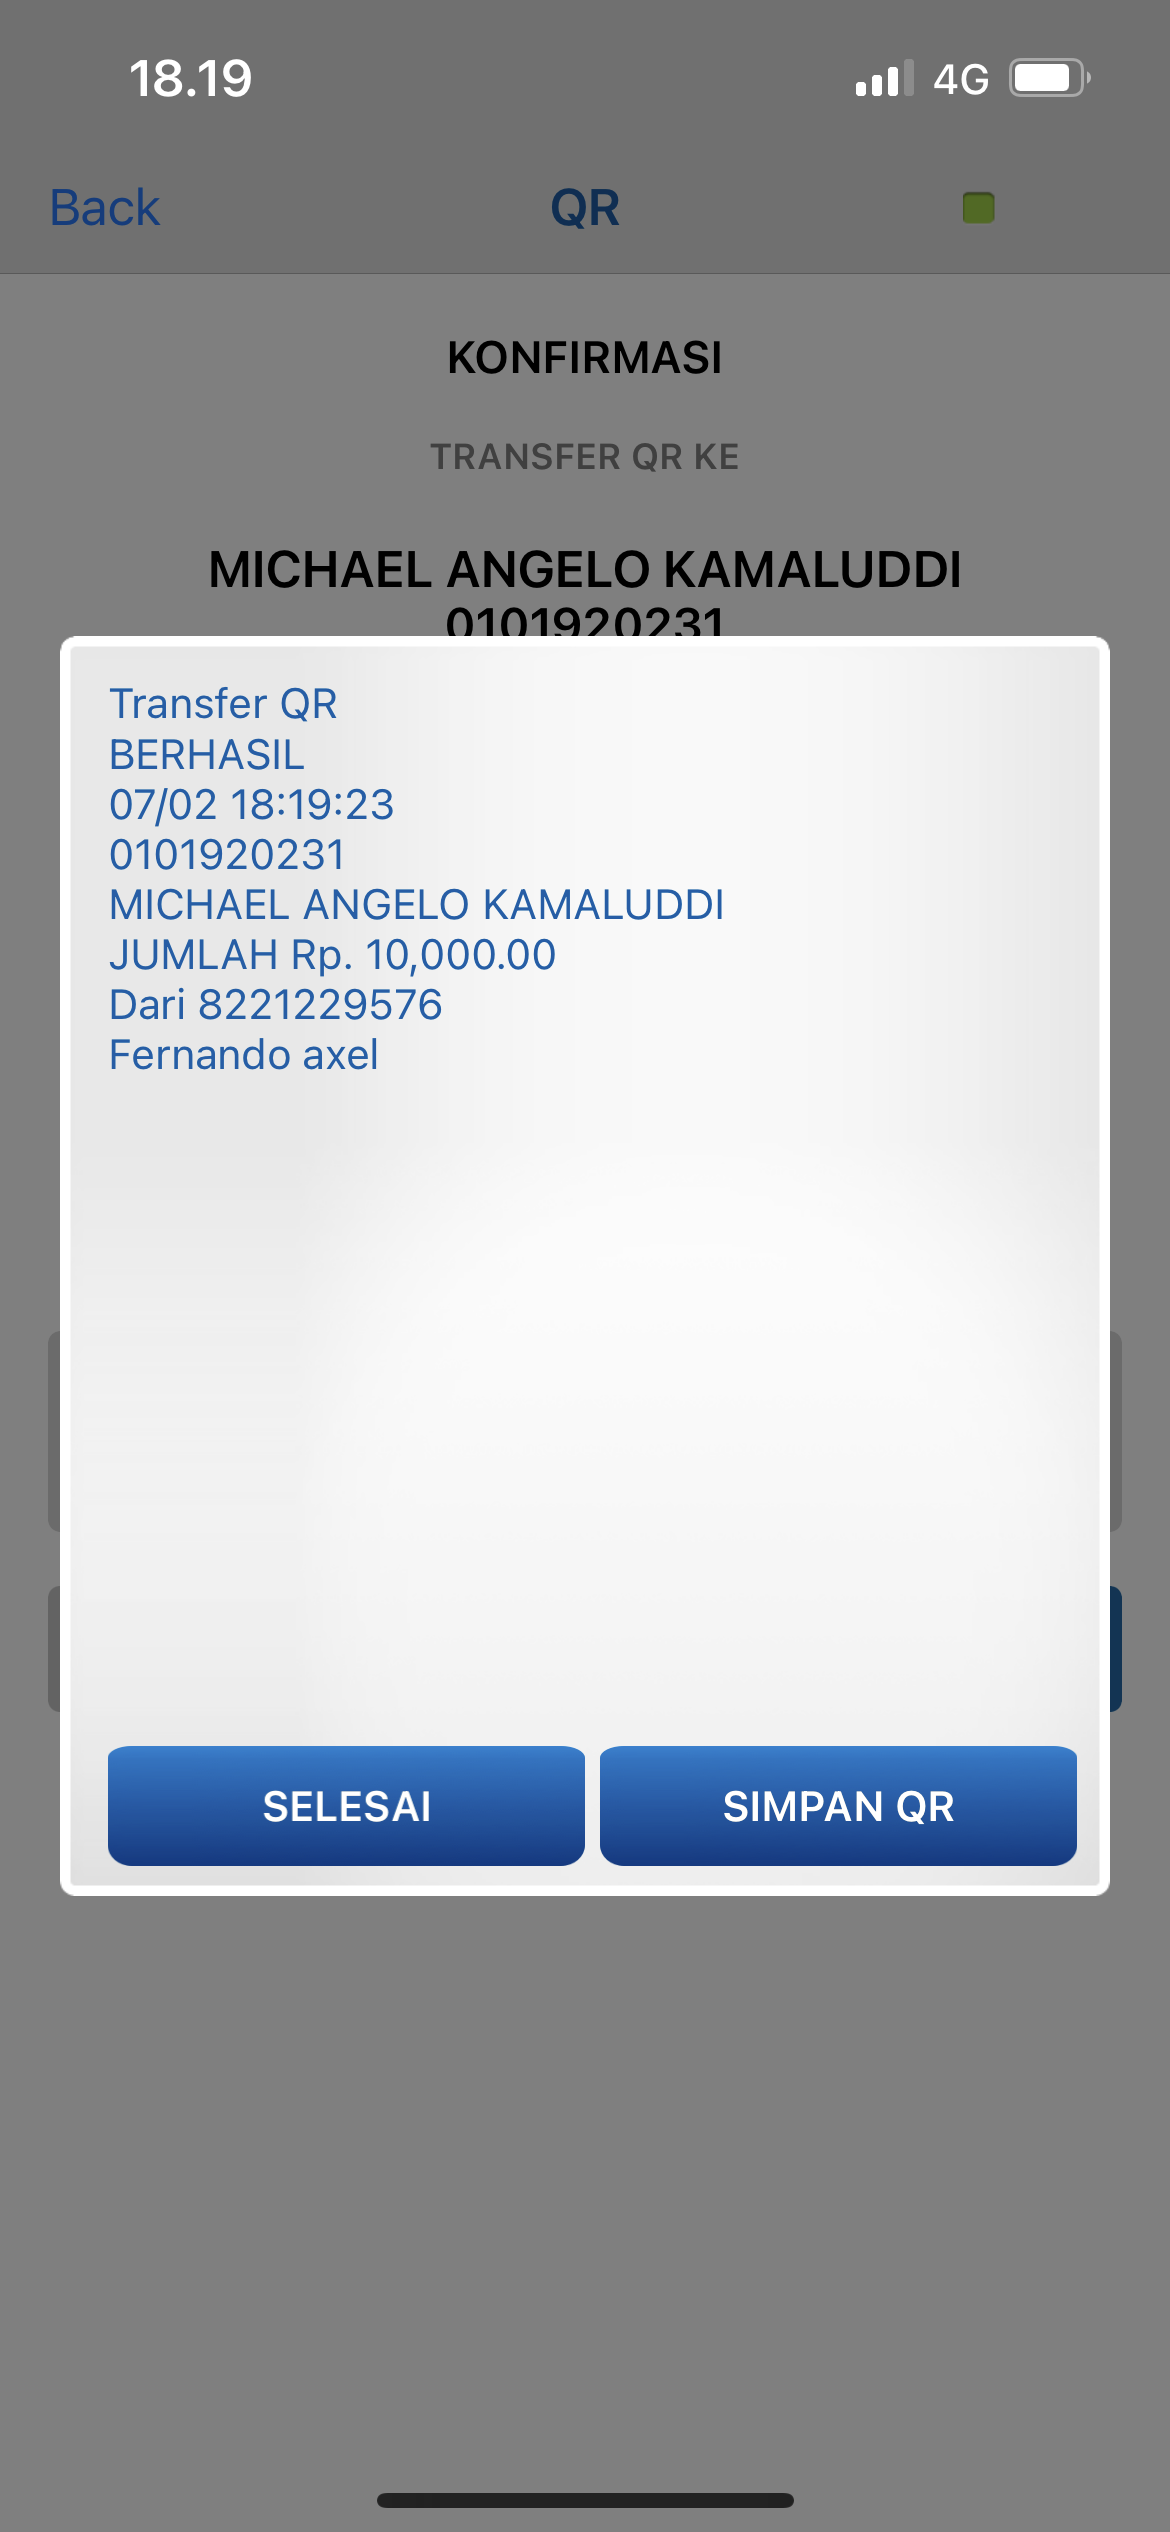 18.19
4G
Back
QR
KONFIRMASI
TRANSFER QR KE
MICHAEL ANGELO KAMALUDDI
0101920231
Transfer QR
BERHASIL
07/02 18:19:23
0101920231
MICHAEL ANGELO KAMALUDDI
JUMLAH Rp. 10,000.00
Dari 8221229576
Fernando axel
SELESAI
SIMPAN QR